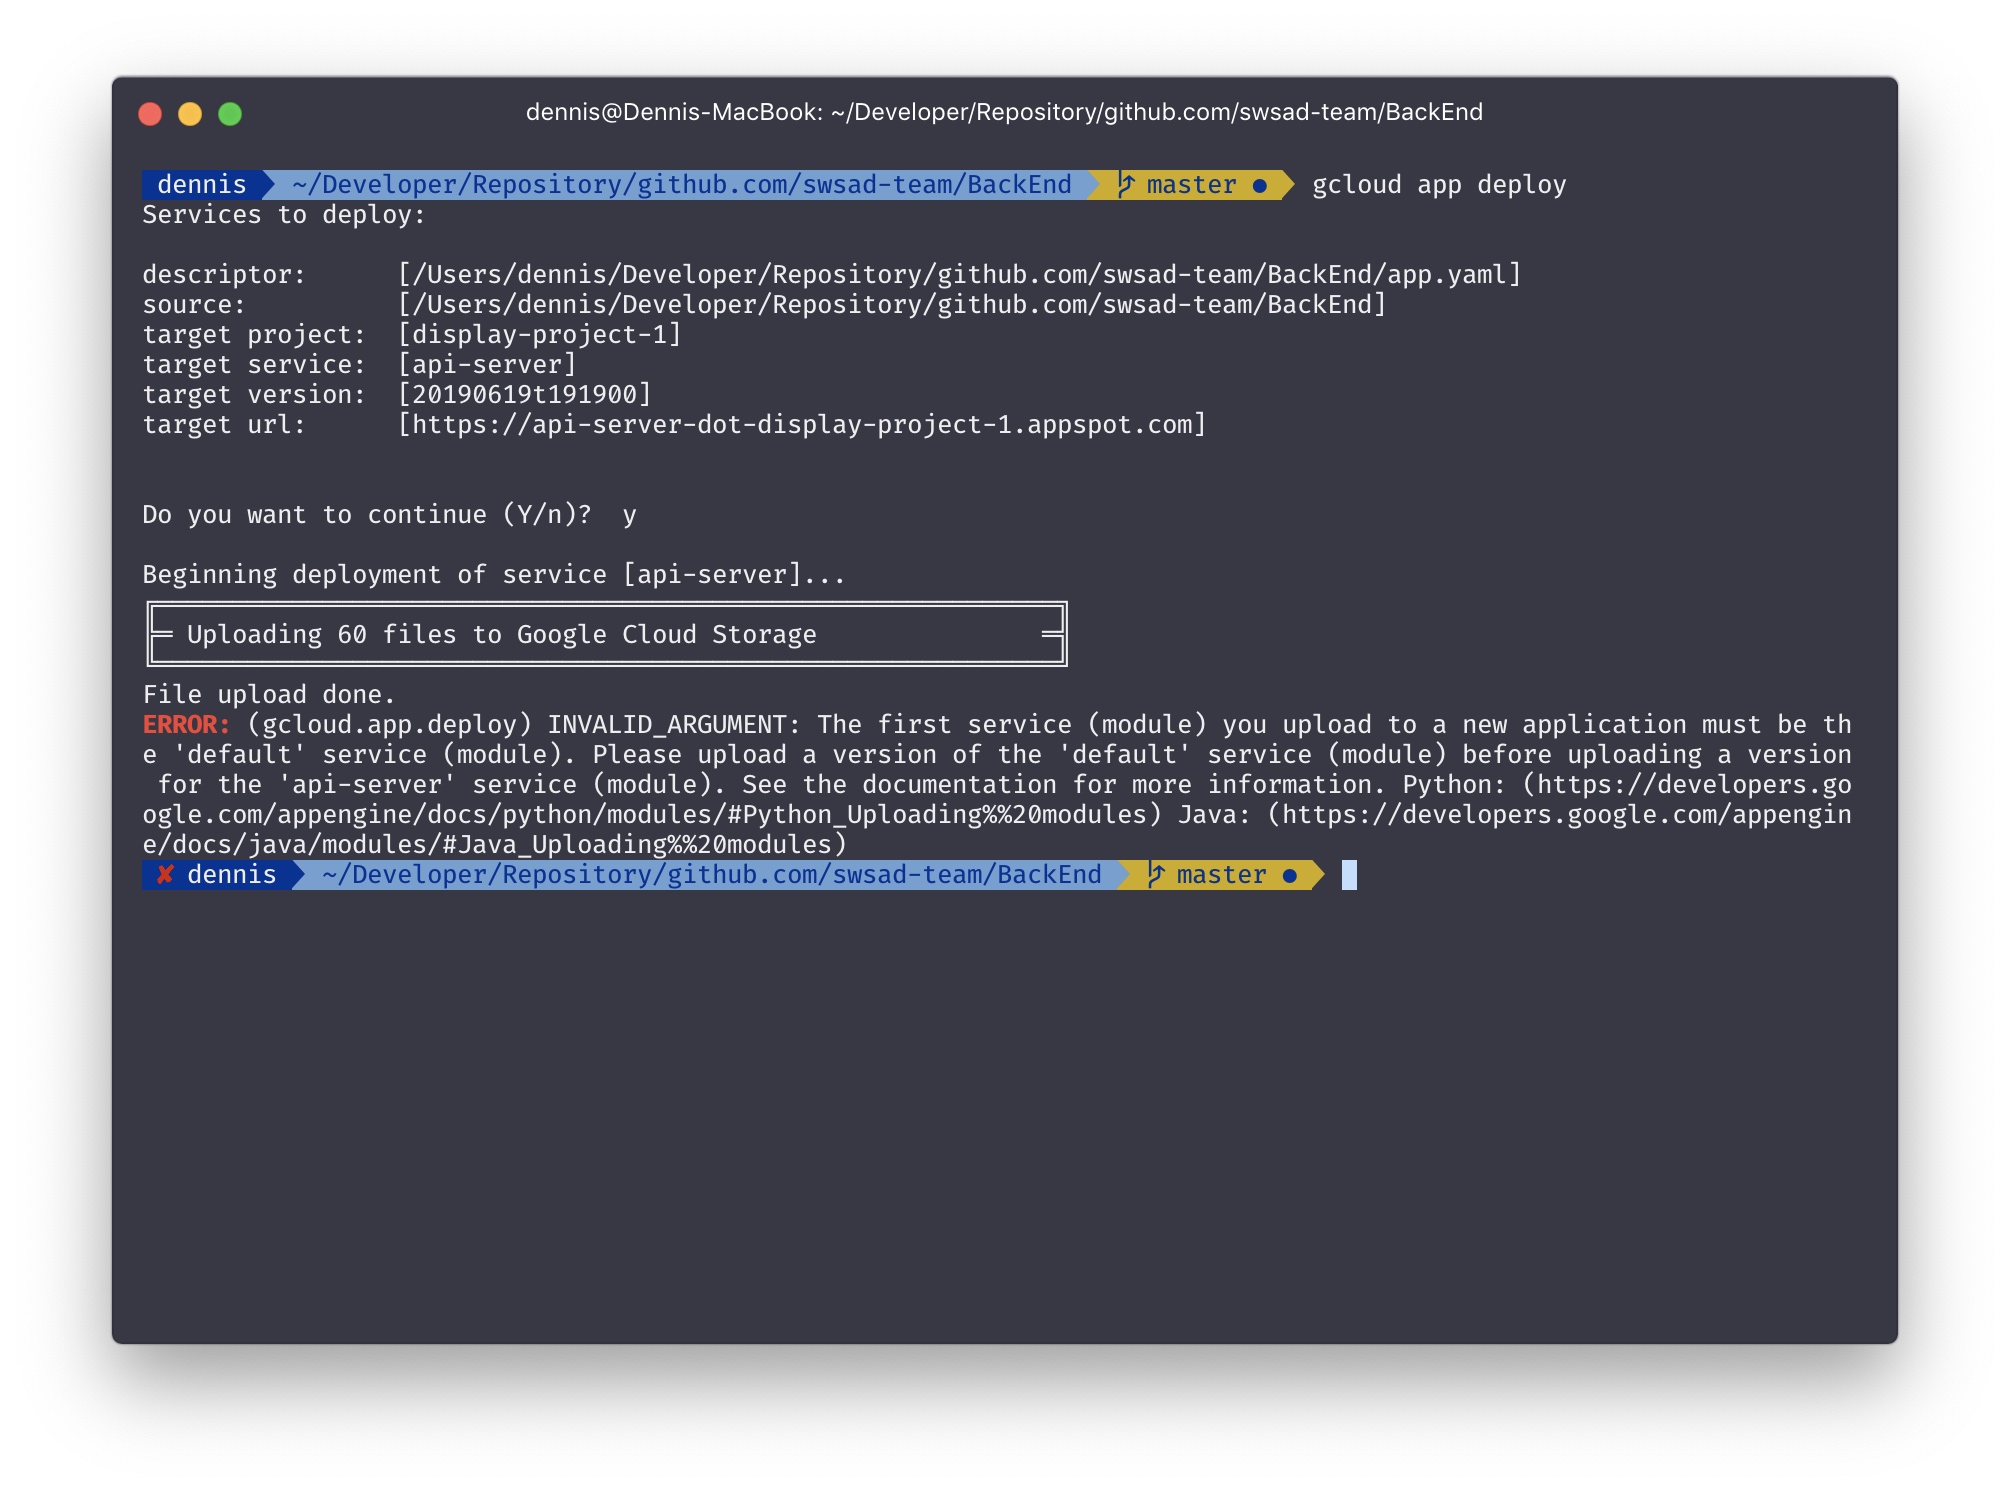 dennis@Dennis-MacBook: ~/Developer/Repository/github.com/swsad-team/BackEnd
dennis ~/Developer/Repository/github.com/swsad-team/BackEnd master ● gcloud app deploy
Services to deploy:
descriptor:      [/Users/dennis/Developer/Repository/github.com/swsad-team/BackEnd/app.yaml]
source:          [/Users/dennis/Developer/Repository/github.com/swsad-team/BackEnd]
target project:  [display-project-1]
target service:  [api-server]
target version:  [20190619t191900]
target url:      [https://api-server-dot-display-project-1.appspot.com]
Do you want to continue (Y/n)?  y
Beginning deployment of service [api-server]...
Uploading 60 files to Google Cloud Storage
File upload done.
ERROR: (gcloud.app.deploy) INVALID_ARGUMENT: The first service (module) you upload to a new application must be th
e 'default' service (module). Please upload a version of the 'default' service (module) before uploading a version
 for the 'api-server' service (module). See the documentation for more information. Python: (https://developers.go
ogle.com/appengine/docs/python/modules/#Python_Uploading%%20modules) Java: (https://developers.google.com/appengin
e/docs/java/modules/#Java_Uploading%%20modules)
✘ dennis ~/Developer/Repository/github.com/swsad-team/BackEnd master ●